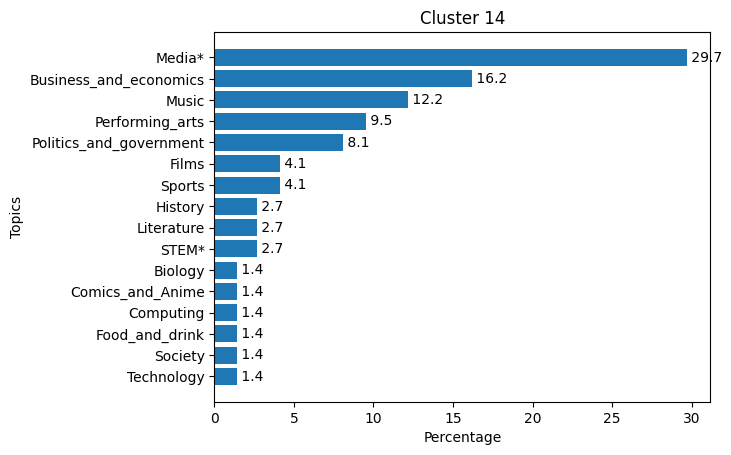 Cluster 14
Media* 29.7
Business_and_economics 16.2
Music 12.2
Performing_arts 9.5
Politics_and_government 8.1
Films 4.1
Sports 4.1
History 2.7
Literature 2.7
STEM* 2.7
Biology 1.4
Comics_and_Anime 1.4
Computing 1.4
Food_and_drink 1.4
Society 1.4
Technology 1.4
Topics
0 5 10 15 20 25 30
Percentage